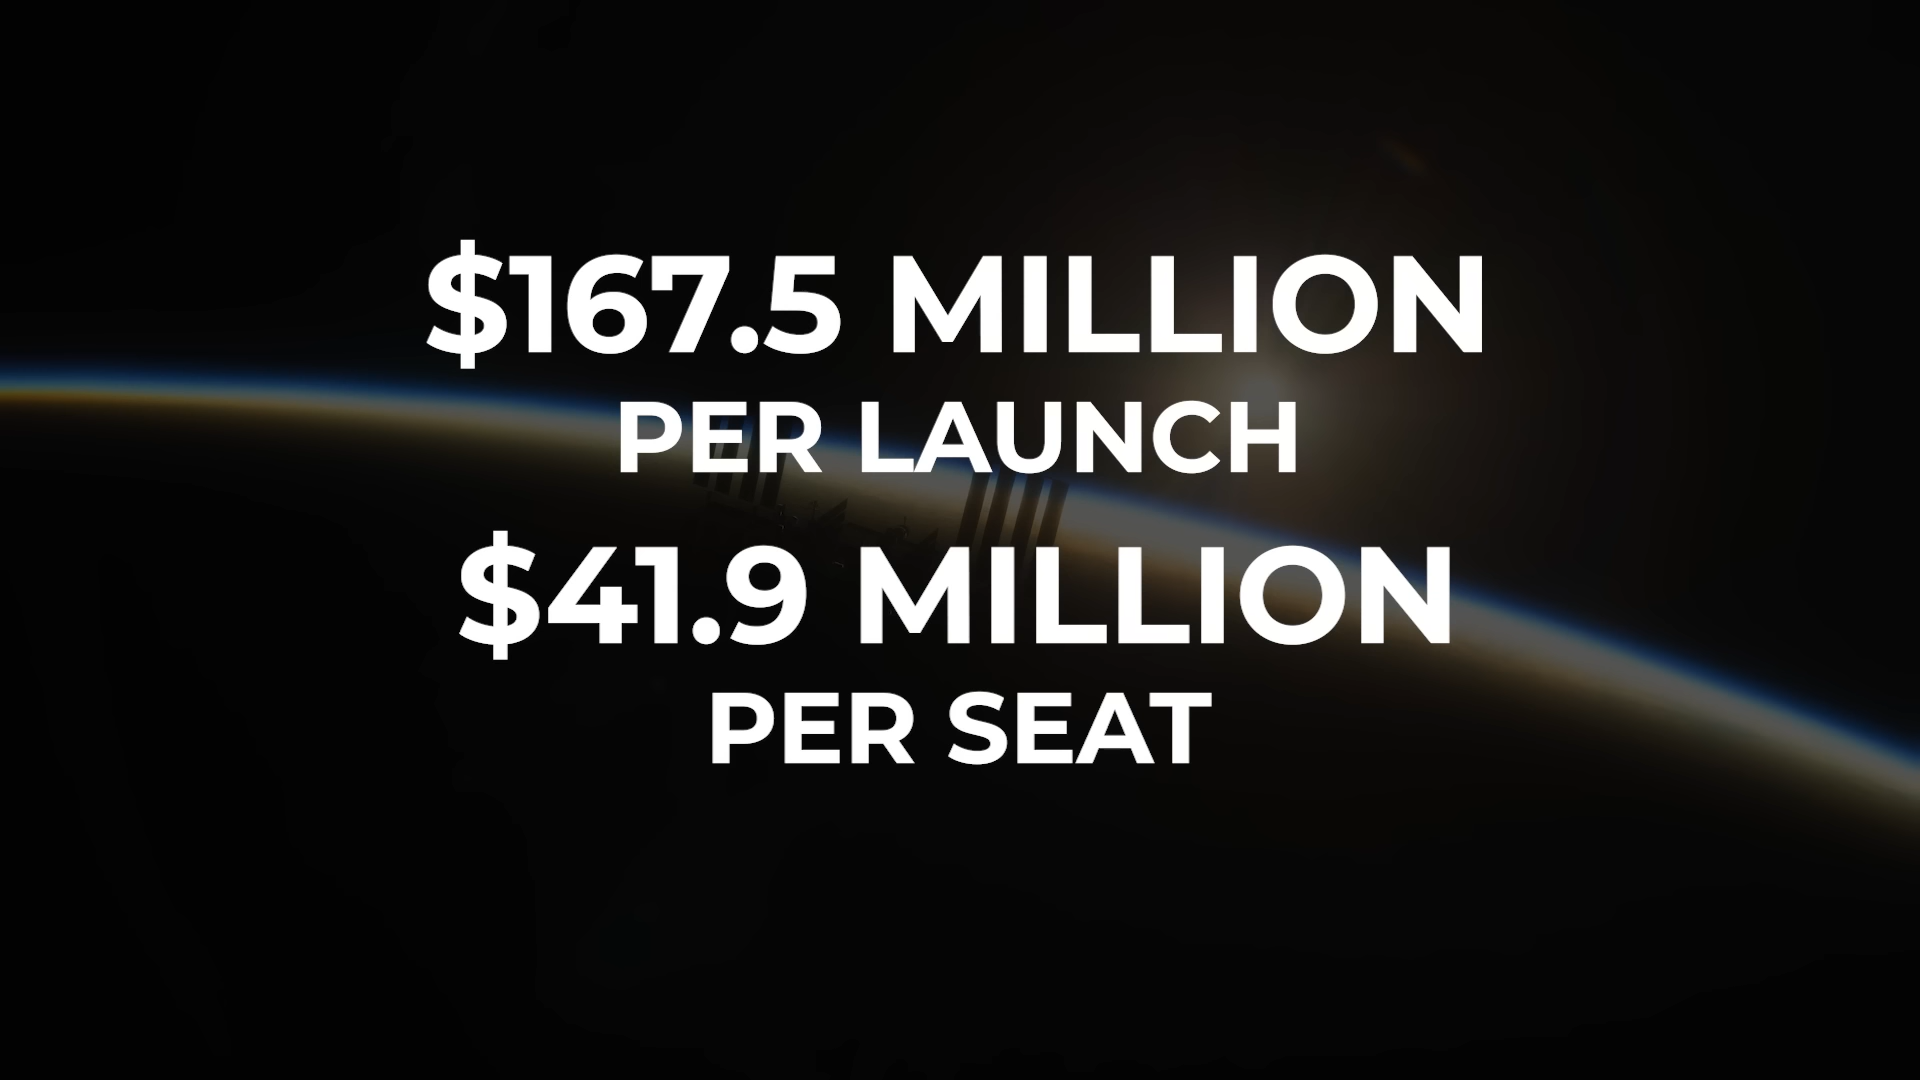 $167.5 MILLION
PER LAUNCH
$41.9 MILLION
PER SEAT